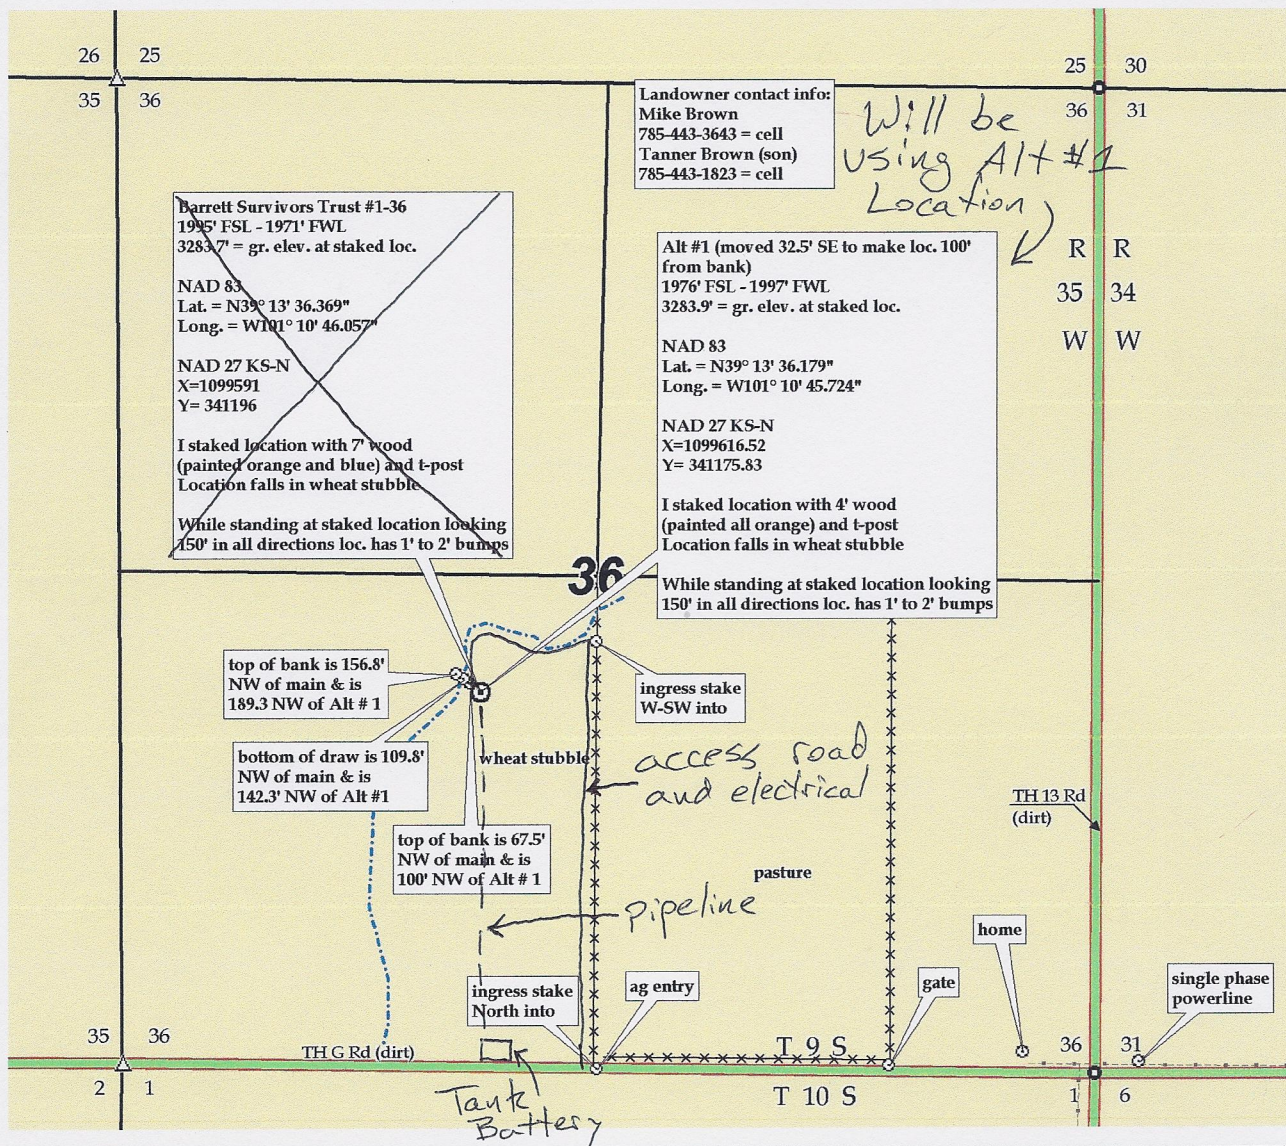 26 25
35 36
25 30
36 31
Landowner contact info:
Mike Brown
785-443-3643 = cell
Tanner Brown (son)
785-443-1823 = cell
Will be
using Alt #1
Location
Barrett Survivors Trust #1-36
1995' FSL - 1971' FWL
3283.7' = gr. elev. at staked loc.
NAD 83
Lat. = N39° 13' 36.369"
Long. = W101° 10' 46.057"
NAD 27 KS-N
X=1099591
Y= 341196
I staked location with 7' wood
(painted orange and blue) and t-post
Location falls in wheat stubble
While standing at staked location looking
150' in all directions loc. has 1' to 2' bumps
Alt #1 (moved 32.5' SE to make loc. 100'
from bank)
1976' FSL - 1997' FWL
3283.9' = gr. elev. at staked loc.
NAD 83
Lat. = N39° 13' 36.179"
Long. = W101° 10' 45.724"
NAD 27 KS-N
X=1099616.52
Y= 341175.83
I staked location with 4' wood
(painted all orange) and t-post
Location falls in wheat stubble
While standing at staked location looking
150' in all directions loc. has 1' to 2' bumps
R R
35 34
W W
36
top of bank is 156.8'
NW of main & is
189.3 NW of Alt # 1
ingress stake
W-SW into
bottom of draw is 109.8'
NW of main & is
142.3' NW of Alt #1
wheat stubble
access road
and electrical
TH 13 Rd
(dirt)
top of bank is 67.5'
NW of main & is
100' NW of Alt # 1
pasture
pipeline
home
ingress stake
North into
ag entry
gate
single phase
powerline
35 36
TH G Rd (dirt)
T 9 S
36 31
2 1
T 10 S
1 6
Tank
Battery